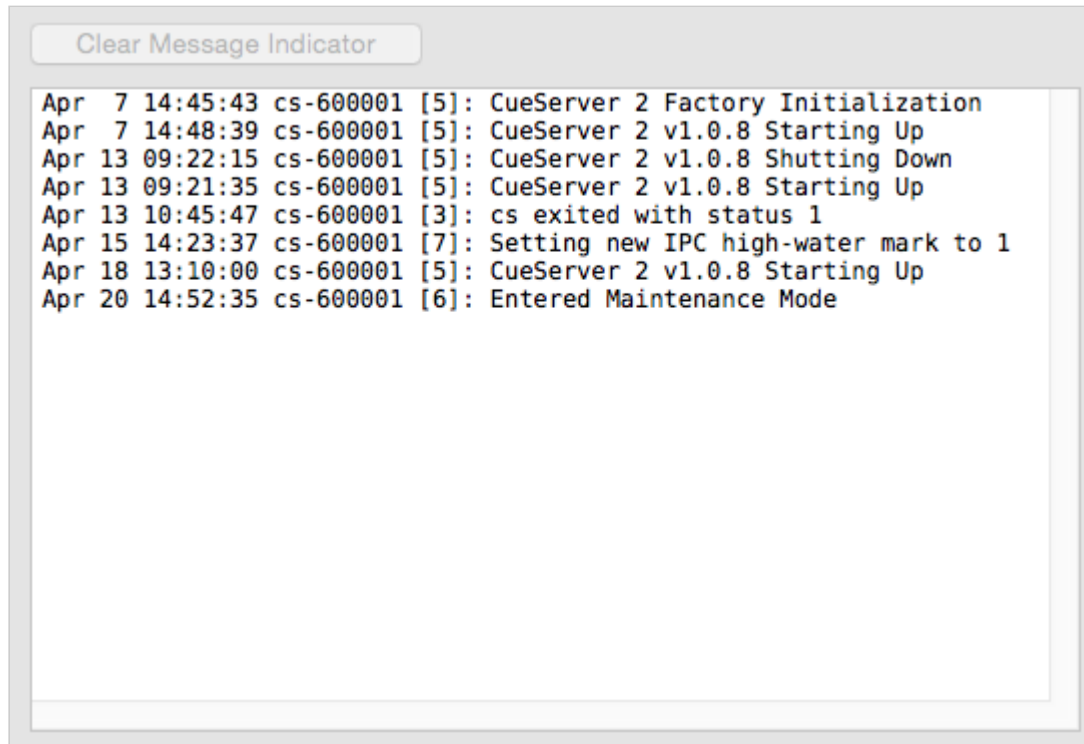 Clear Message Indicator
Apr  7 14:45:43 cs-600001 [5]: CueServer 2 Factory Initialization
Apr  7 14:48:39 cs-600001 [5]: CueServer 2 v1.0.8 Starting Up
Apr 13 09:22:15 cs-600001 [5]: CueServer 2 v1.0.8 Shutting Down
Apr 13 09:21:35 cs-600001 [5]: CueServer 2 v1.0.8 Starting Up
Apr 13 10:45:47 cs-600001 [3]: cs exited with status 1
Apr 15 14:23:37 cs-600001 [7]: Setting new IPC high-water mark to 1
Apr 18 13:10:00 cs-600001 [5]: CueServer 2 v1.0.8 Starting Up
Apr 20 14:52:35 cs-600001 [6]: Entered Maintenance Mode